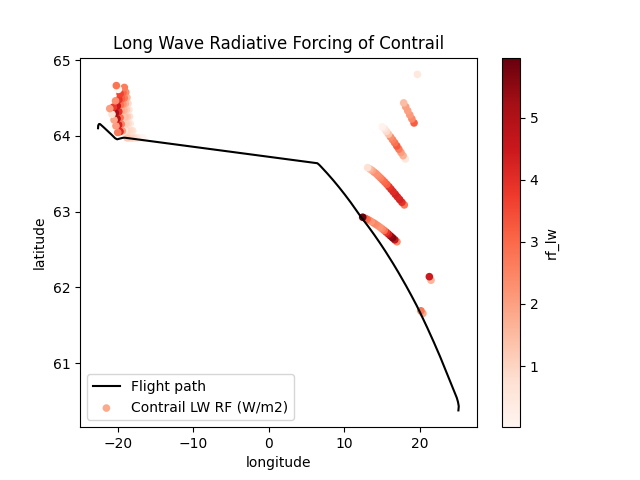 Long Wave Radiative Forcing of Contrail
65
64
63
62
61
latitude
−20
−10
0
10
20
longitude
Flight path
Contrail LW RF (W/m2)
5
4
3
2
1
rf_lw